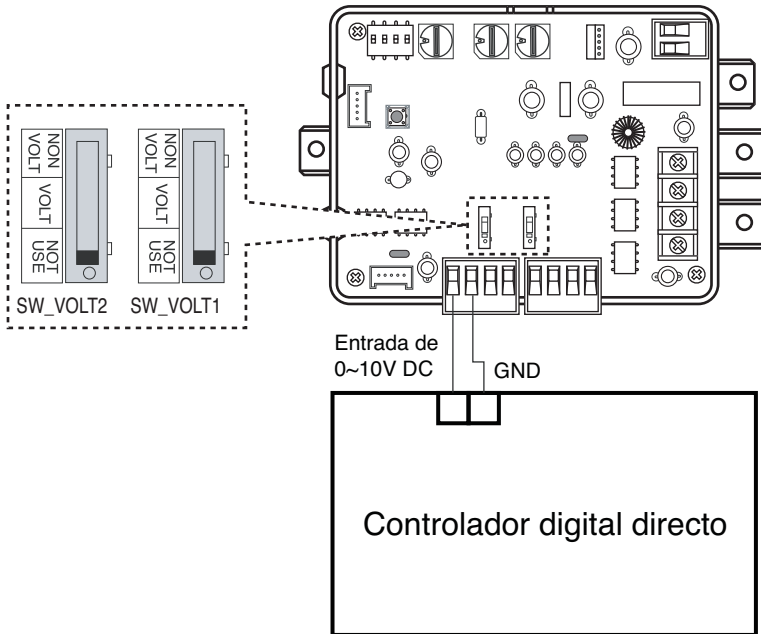 NON VOLT
VOLT
NOT USE
NON VOLT
VOLT
NOT USE
SW_VOLT2
SW_VOLT1
Entrada de
0~10V DC
GND
Controlador digital directo